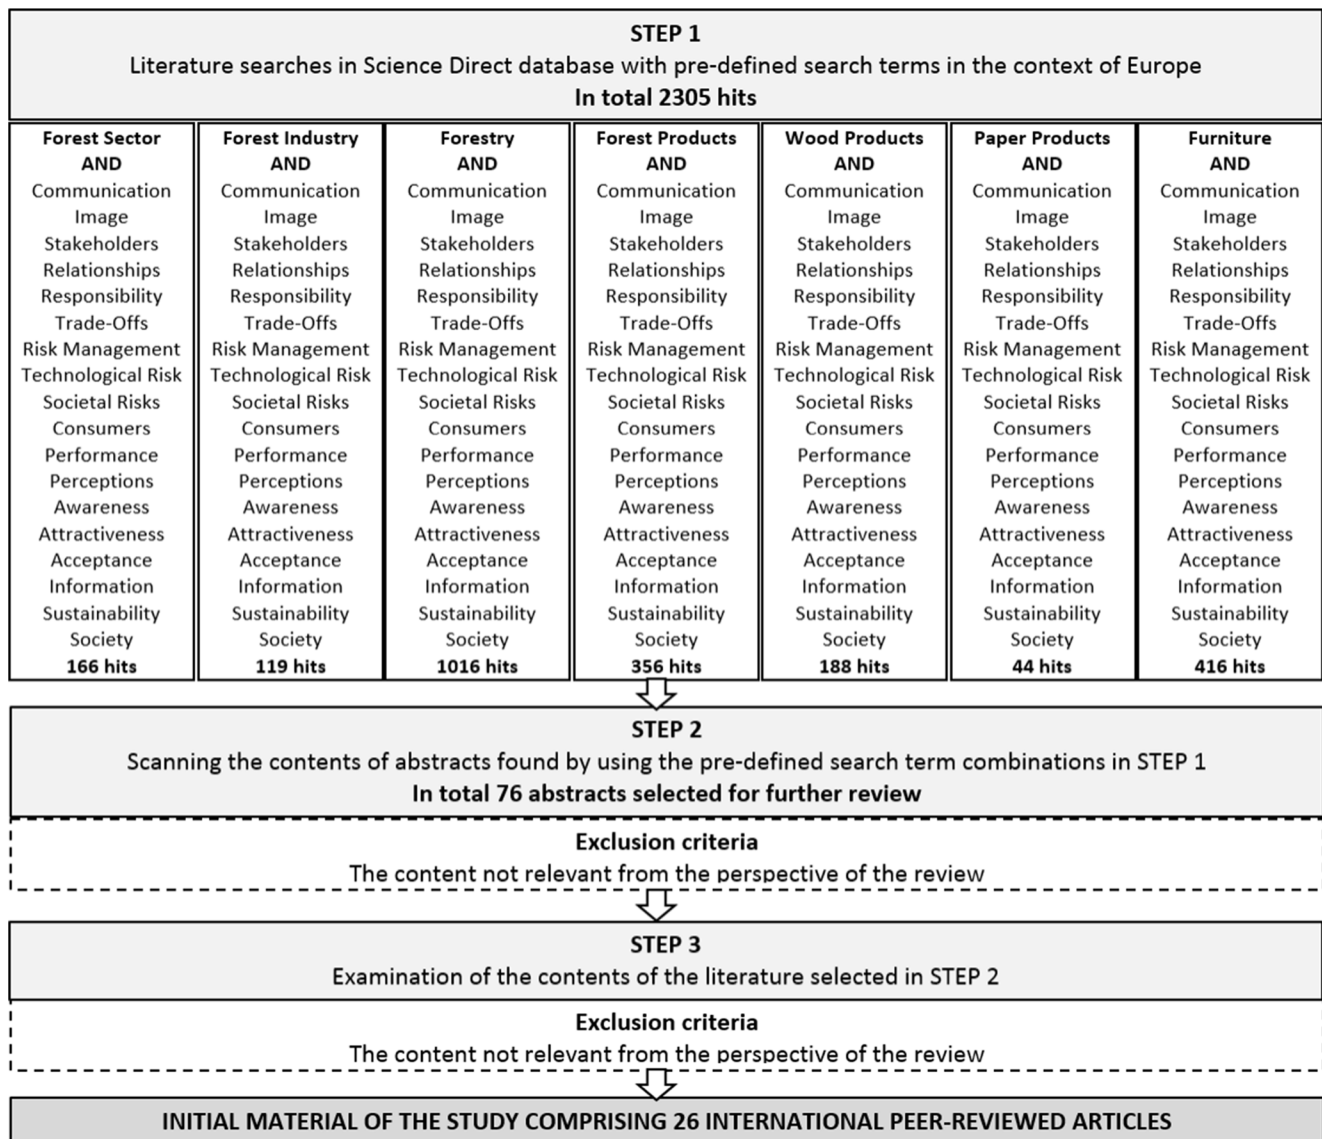 STEP 1
Literature searches in Science Direct database with pre-defined search terms in the context of Europe
In total 2305 hits
Forest Sector
AND
Communication
Image
Stakeholders
Relationships
Responsibility
Trade-Offs
Risk Management
Technological Risk
Societal Risks
Consumers
Performance
Perceptions
Awareness
Attractiveness
Acceptance
Information
Sustainability
Society
166 hits
Forest Industry
AND
Communication
Image
Stakeholders
Relationships
Responsibility
Trade-Offs
Risk Management
Technological Risk
Societal Risks
Consumers
Performance
Perceptions
Awareness
Attractiveness
Acceptance
Information
Sustainability
Society
119 hits
Forestry
AND
Communication
Image
Stakeholders
Relationships
Responsibility
Trade-Offs
Risk Management
Technological Risk
Societal Risks
Consumers
Performance
Perceptions
Awareness
Attractiveness
Acceptance
Information
Sustainability
Society
1016 hits
Forest Products
AND
Communication
Image
Stakeholders
Relationships
Responsibility
Trade-Offs
Risk Management
Technological Risk
Societal Risks
Consumers
Performance
Perceptions
Awareness
Attractiveness
Acceptance
Information
Sustainability
Society
356 hits
Wood Products
AND
Communication
Image
Stakeholders
Relationships
Responsibility
Trade-Offs
Risk Management
Technological Risk
Societal Risks
Consumers
Performance
Perceptions
Awareness
Attractiveness
Acceptance
Information
Sustainability
Society
188 hits
Paper Products
AND
Communication
Image
Stakeholders
Relationships
Responsibility
Trade-Offs
Risk Management
Technological Risk
Societal Risks
Consumers
Performance
Perceptions
Awareness
Attractiveness
Acceptance
Information
Sustainability
Society
44 hits
Furniture
AND
Communication
Image
Stakeholders
Relationships
Responsibility
Trade-Offs
Risk Management
Technological Risk
Societal Risks
Consumers
Performance
Perceptions
Awareness
Attractiveness
Acceptance
Information
Sustainability
Society
416 hits
STEP 2
Scanning the contents of abstracts found by using the pre-defined search term combinations in STEP 1
In total 76 abstracts selected for further review
Exclusion criteria
The content not relevant from the perspective of the review
STEP 3
Examination of the contents of the literature selected in STEP 2
Exclusion criteria
The content not relevant from the perspective of the review
INITIAL MATERIAL OF THE STUDY COMPRISING 26 INTERNATIONAL PEER-REVIEWED ARTICLES